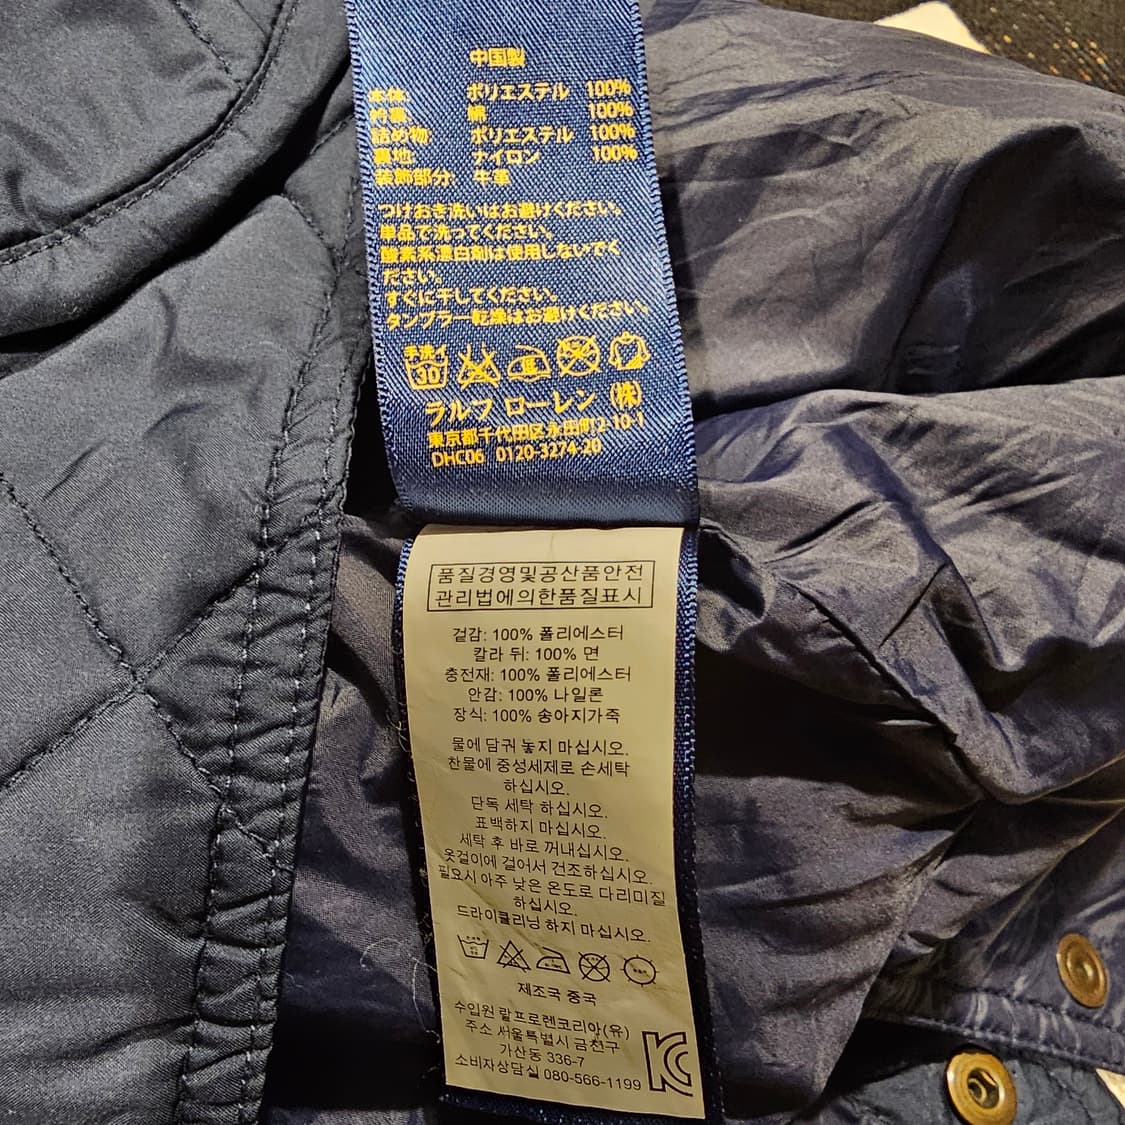 中国製
本体: ポリエステル 100%
衿裏: 綿 100%
詰め物: ポリエステル 100%
裏地: ナイロン 100%
装飾部分: 牛革
つけおき洗いはお避けください。
単品で洗ってください。
酸素系漂白剤は使用しないでく
ださい。
すぐに干してください。
タンブラー乾燥はお避けください。
手洗イ
30
ラルフ ローレン (株)
東京都千代田区永田町2-10-1
DHC06 0120-3274-20
품질경영및공산품안전
관리법에의한품질표시
겉감: 100% 폴리에스터
칼라 뒤: 100% 면
충전재: 100% 폴리에스터
안감: 100% 나일론
장식: 100% 송아지가죽
물에 담궈 놓지 마십시오.
찬물에 중성세제로 손세탁
하십시오.
단독 세탁 하십시오.
표백하지 마십시오.
세탁 후 바로 꺼내십시오.
옷걸이에 걸어서 건조하십시오.
필요시 아주 낮은 온도로 다리미질
하십시오.
드라이클리닝 하지 마십시오.
제조국 중국
수입원 랄프로렌코리아(유)
주소 서울특별시 금천구
가산동 336-7
소비자상담실 080-566-1199